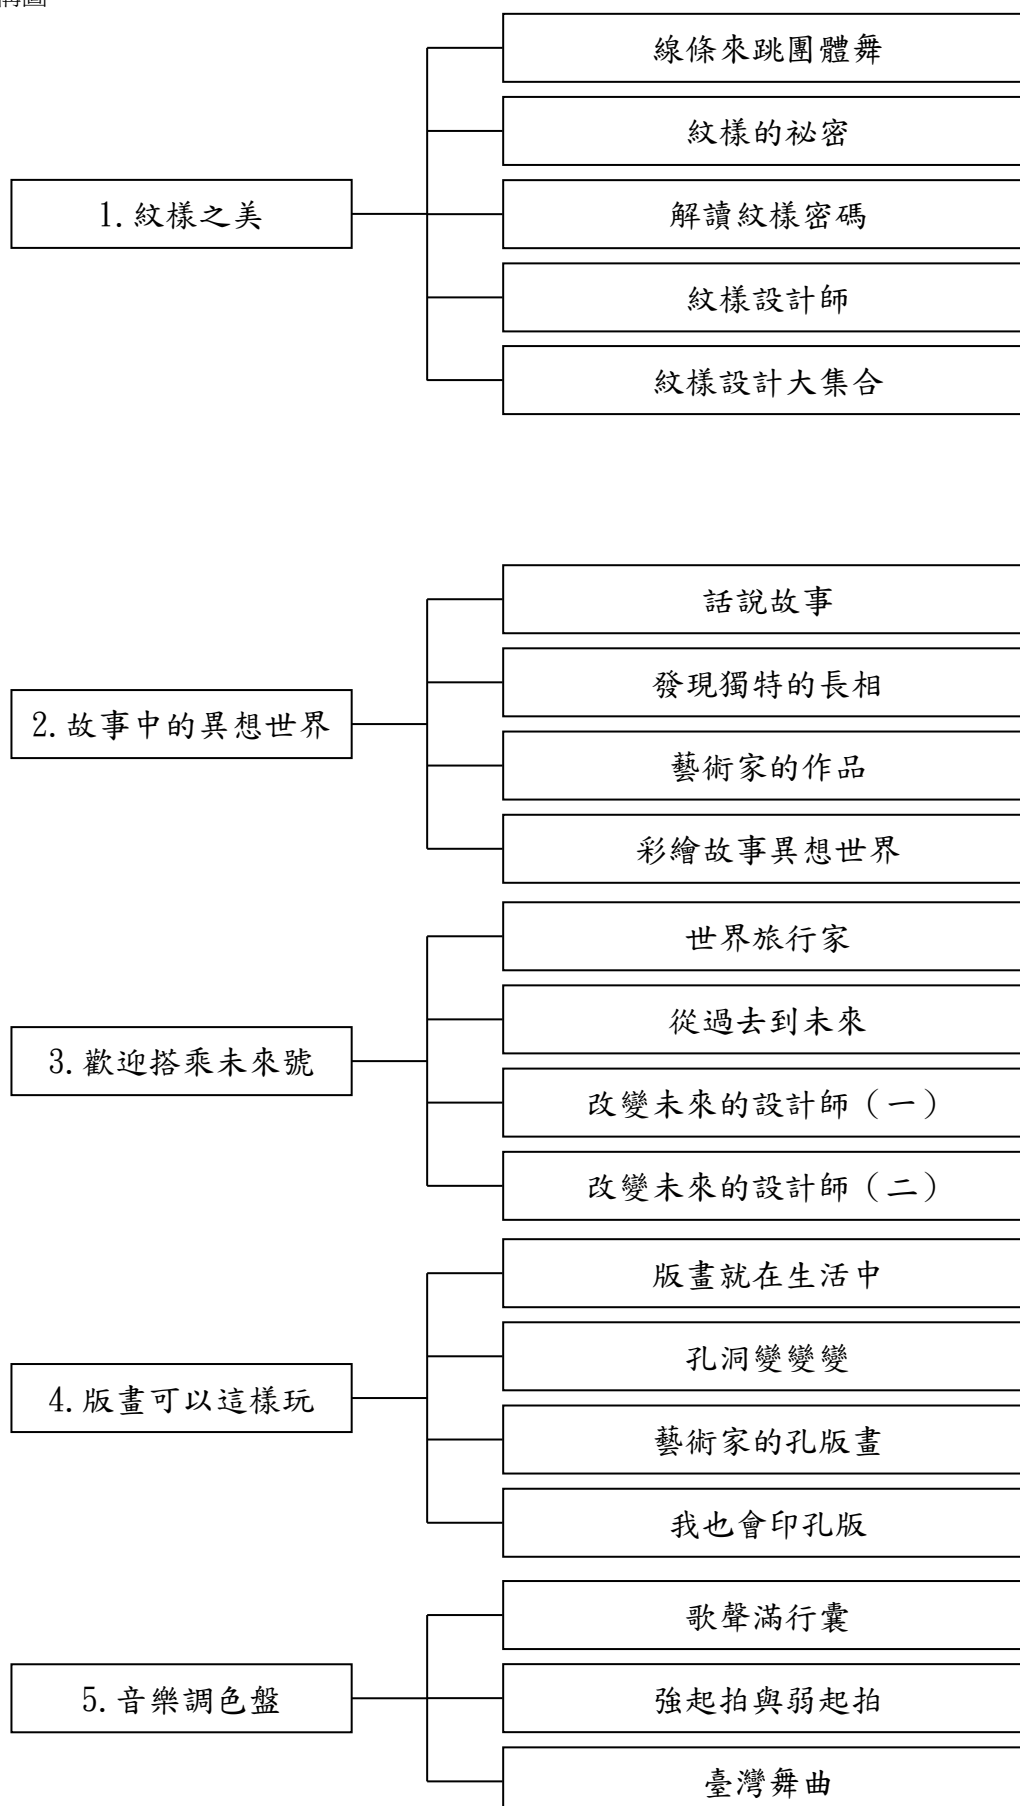 構圖
1.紋樣之美
線條來跳團體舞
紋樣的祕密
解讀紋樣密碼
紋樣設計師
紋樣設計大集合
2.故事中的異想世界
話說故事
發現獨特的長相
藝術家的作品
彩繪故事異想世界
3.歡迎搭乘未來號
世界旅行家
從過去到未來
改變未來的設計師（一）
改變未來的設計師（二）
4.版畫可以這樣玩
版畫就在生活中
孔洞變變變
藝術家的孔版畫
我也會印孔版
5.音樂調色盤
歌聲滿行囊
強起拍與弱起拍
臺灣舞曲